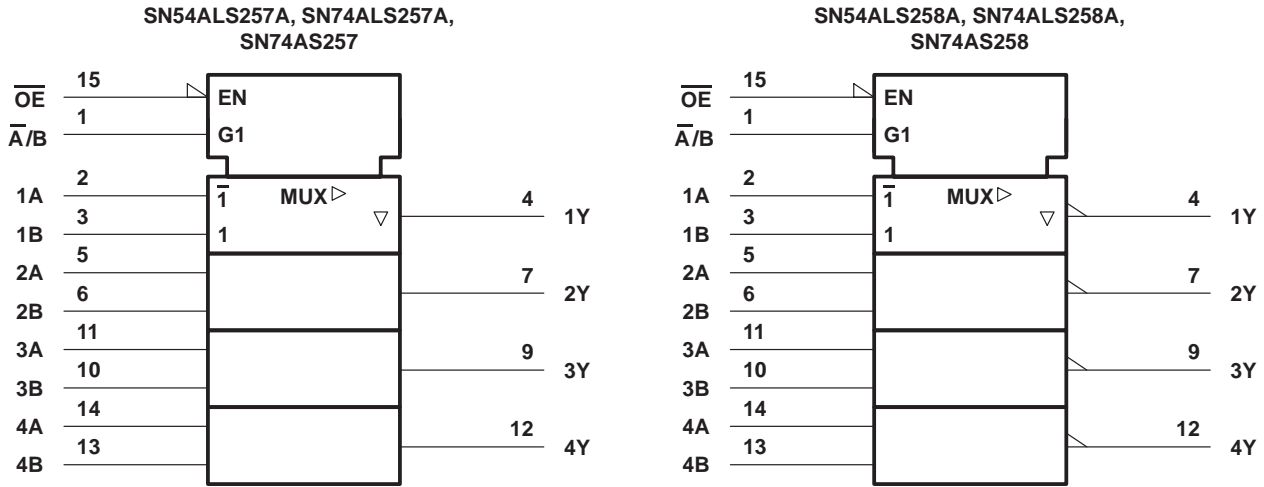 SN54ALS257A, SN74ALS257A,
SN74AS257
OE 15 EN
A/B 1 G1
1A 2 1 MUX 4 1Y
1B 3 1
2A 5 7 2Y
2B 6
3A 11 9 3Y
3B 10
4A 14 12 4Y
4B 13
SN54ALS258A, SN74ALS258A,
SN74AS258
OE 15 EN
A/B 1 G1
1A 2 1 MUX 4 1Y
1B 3 1
2A 5 7 2Y
2B 6
3A 11 9 3Y
3B 10
4A 14 12 4Y
4B 13